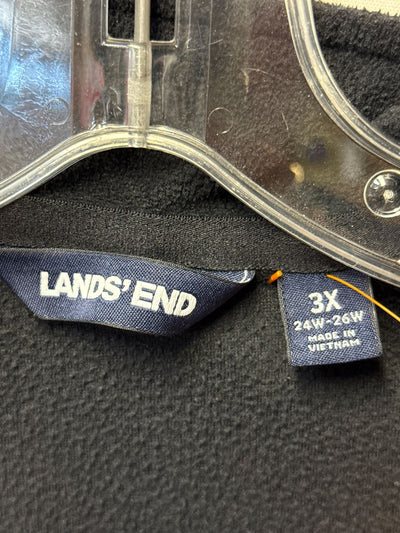 LANDS' END
3X
24W-26W
MADE IN
VIETNAM